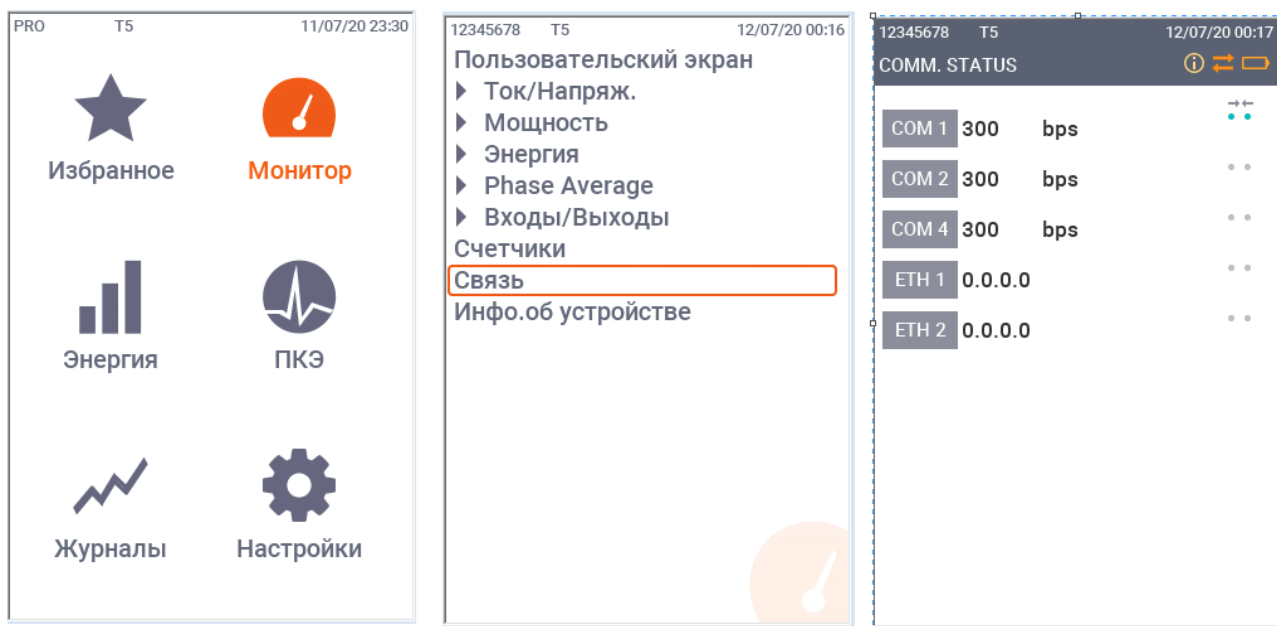 PRO T5 11/07/20 23:30
Избранное Монитор
Энергия ПКЭ
Журналы Настройки
12345678 T5 12/07/20 00:16
Пользовательский экран
Ток/Напряж.
Мощность
Энергия
Phase Average
Входы/Выходы
Счетчики
Связь
Инфо.об устройстве
12345678 T5 12/07/20 00:17
COMM. STATUS
COM 1 300 bps
COM 2 300 bps
COM 4 300 bps
ETH 1 0.0.0.0
ETH 2 0.0.0.0